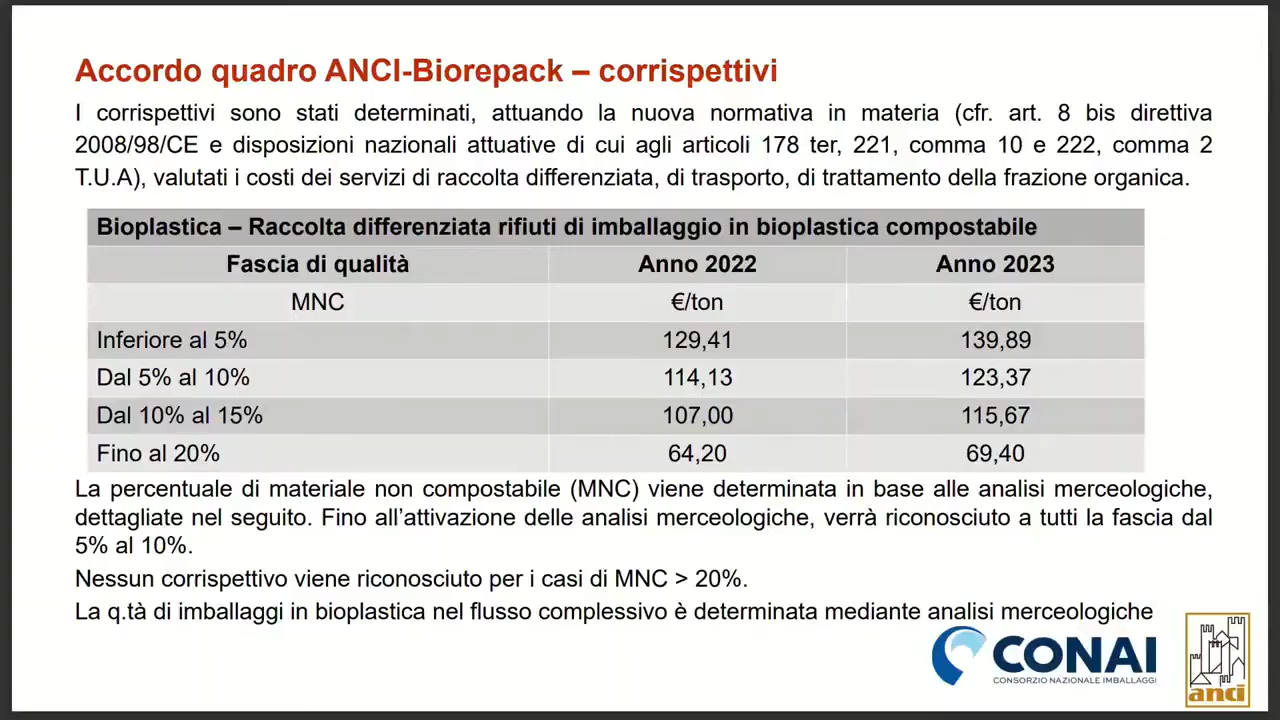 Accordo quadro ANCI-Biorepack – corrispettivi
I corrispettivi sono stati determinati, attuando la nuova normativa in materia (cfr. art. 8 bis direttiva
2008/98/CE e disposizioni nazionali attuative di cui agli articoli 178 ter, 221, comma 10 e 222, comma 2
T.U.A), valutati i costi dei servizi di raccolta differenziata, di trasporto, di trattamento della frazione organica.
Bioplastica – Raccolta differenziata rifiuti di imballaggio in bioplastica compostabile
Fascia di qualità Anno 2022 Anno 2023
MNC €/ton €/ton
Inferiore al 5% 129,41 139,89
Dal 5% al 10% 114,13 123,37
Dal 10% al 15% 107,00 115,67
Fino al 20% 64,20 69,40
La percentuale di materiale non compostabile (MNC) viene determinata in base alle analisi merceologiche,
dettagliate nel seguito. Fino all’attivazione delle analisi merceologiche, verrà riconosciuto a tutti la fascia dal
5% al 10%.
Nessun corrispettivo viene riconosciuto per i casi di MNC > 20%.
La q.tà di imballaggi in bioplastica nel flusso complessivo è determinata mediante analisi merceologiche
CONAI
CONSORZIO NAZIONALE IMBALLAGGI
anci